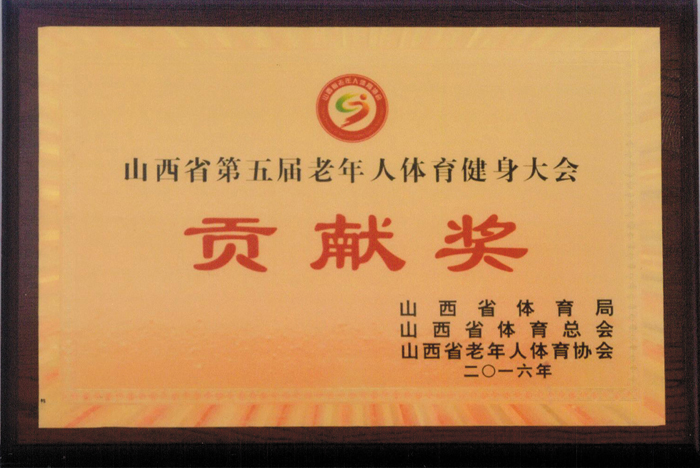 山西省第五届老年人体育健身大会
贡献奖
山西省体育局
山西省体育总会
山西省老年人体育协会
二〇一六年